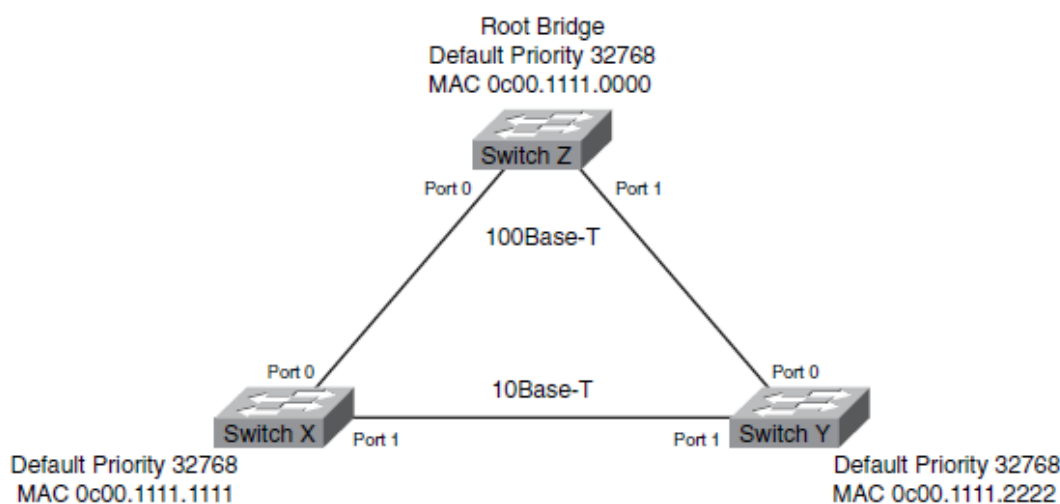 Root Bridge
Default Priority 32768
MAC 0c00.1111.0000
Switch Z
Port 0
Port 1
100Base-T
Port 0
Port 0
10Base-T
Switch X
Port 1
Port 1
Switch Y
Default Priority 32768
MAC 0c00.1111.1111
Default Priority 32768
MAC 0c00.1111.2222